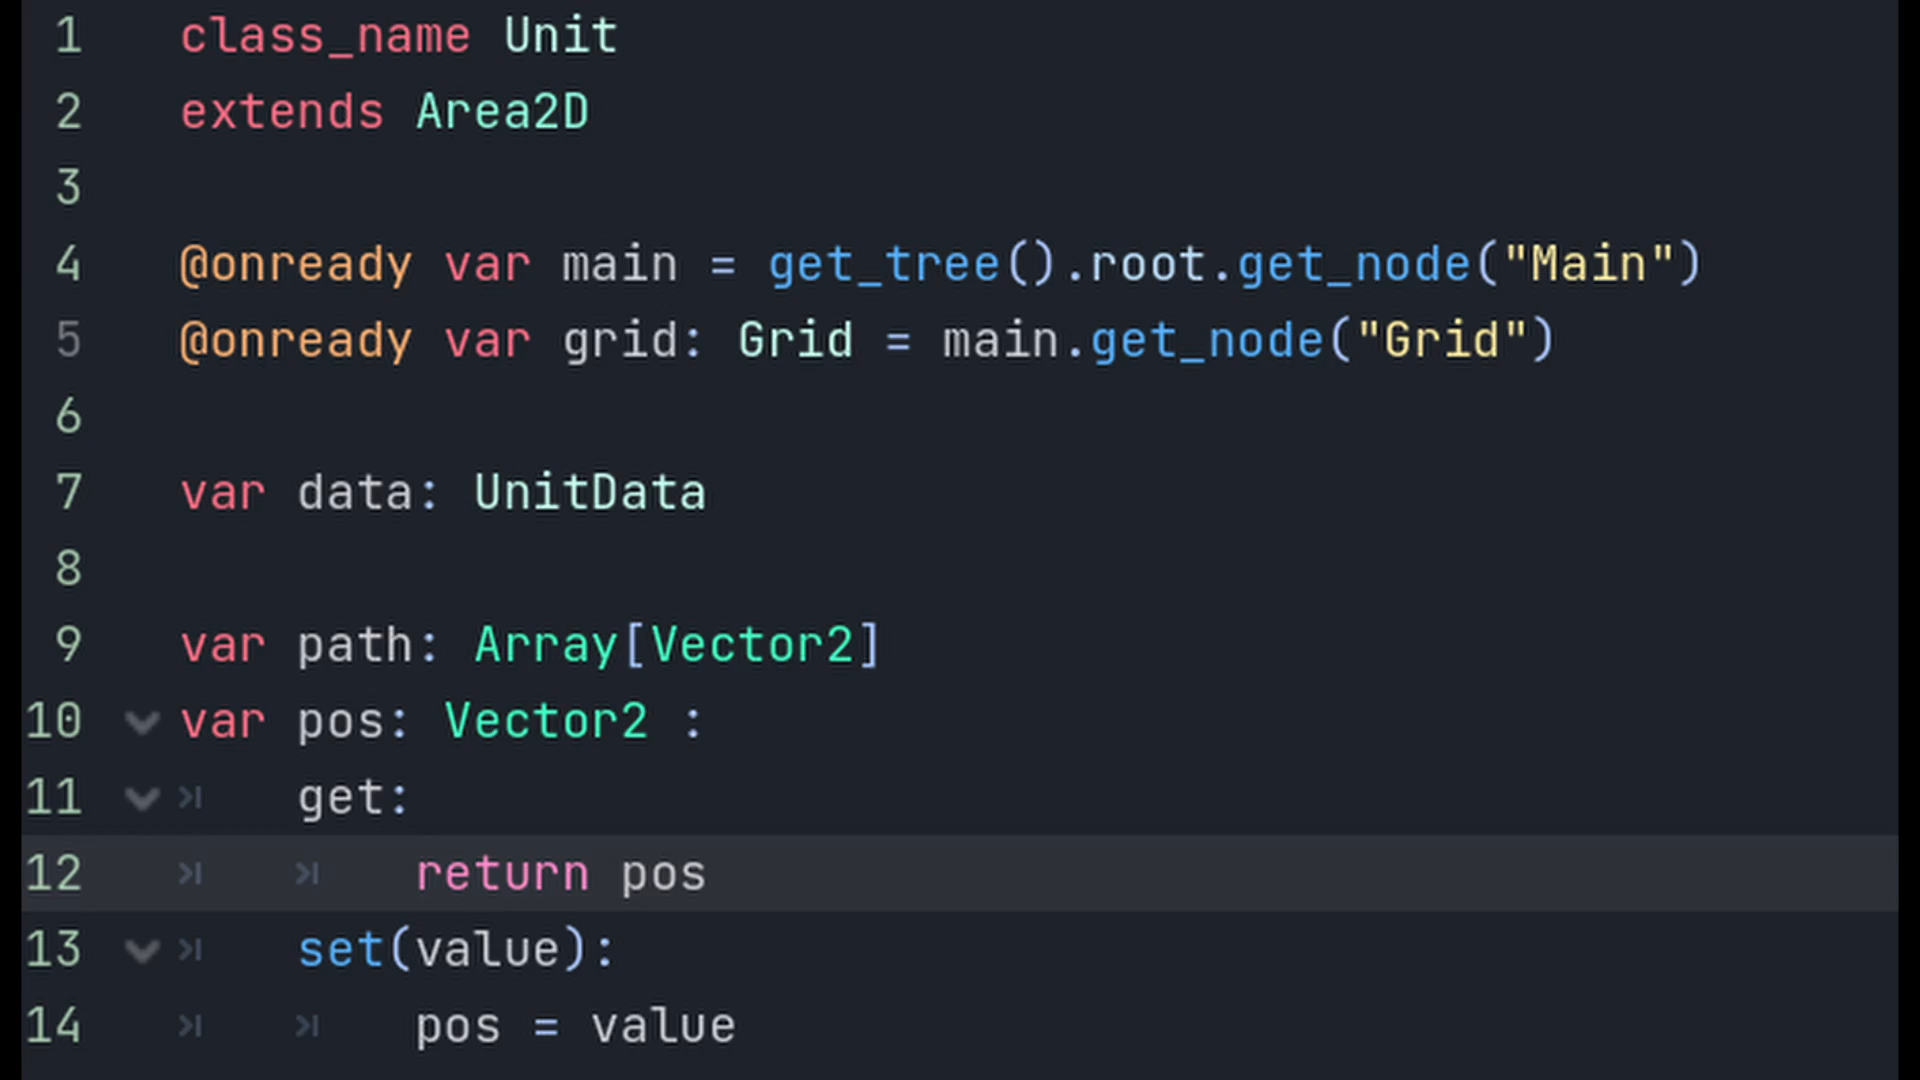 1 class_name Unit
2 extends Area2D
3
4 @onready var main = get_tree().root.get_node("Main")
5 @onready var grid: Grid = main.get_node("Grid")
6
7 var data: UnitData
8
9 var path: Array[Vector2]
10 var pos: Vector2 :
11 get:
12 return pos
13 set(value):
14 pos = value